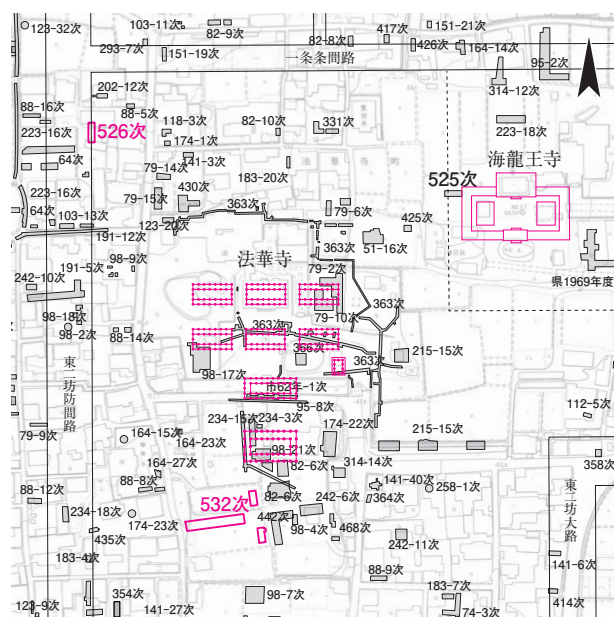 123-32次
103-11次
82-9次
417次
151-21次
293-7次
151-19次
82-8次
426次
164-14次
95-2次
一条条間路
202-12次
314-12次
88-16次
88-5次
223-16次
526次
118-3次
82-10次
331次
223-18次
174-1次
海龍王寺
64次
141-3次
79-14次
183-20次
525次
223-16次
430次
79-15次
363次
79-6次
64次
103-13次
123-20次
425次
191-12次
363次
51-16次
98-9次
法華寺
191-5次
79-2次
242-10次
県1969年度
363次
79-10次
98-18次
363次
98-2次
88-14次
366次
215-15次
363次
東二坊坊間路
98-17次
市62年-1次
95-8次
234-15次
234-3次
174-22次
112-5次
79-9次
164-15次
215-15次
164-23次
98-21次
358次
164-27次
82-6次
314-14次
88-8次
141-40次
88-12次
532次
82-6次
242-6次
364次
258-1次
東二坊大路
234-18次
174-23次
442次
98-4次
468次
435次
242-11次
183-4次
141-6次
88-9次
354次
98-7次
183-7次
414次
123-9次
141-27次
74-3次